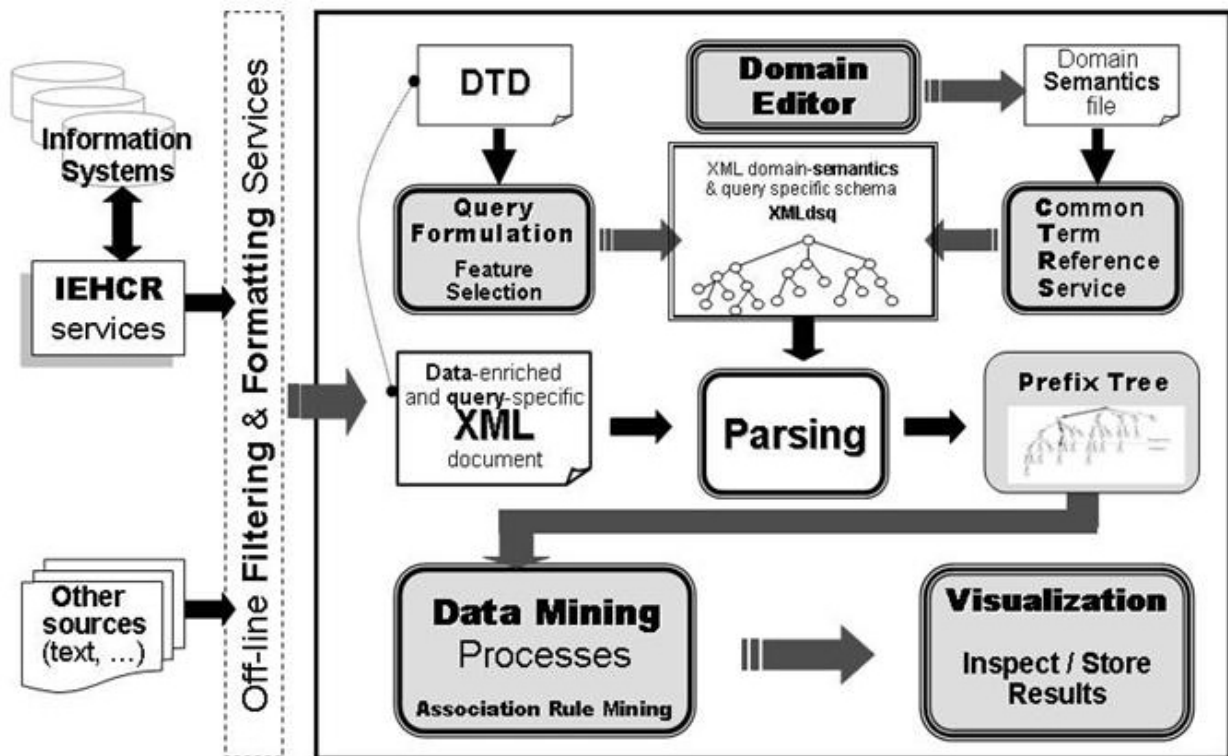 Information
Systems
IEHCR
services
Other
sources
(text, ...)
Off-line Filtering & Formatting Services
DTD
Domain
Editor
Domain
Semantics
file
Query
Formulation
Feature
Selection
XML domain-semantics
& query specific schema
XMLdsq
Common
Term
Reference
Service
Data-enriched
and query-specific
XML
document
Parsing
Prefix Tree
Data Mining
Processes
Association Rule Mining
Visualization
Inspect / Store
Results